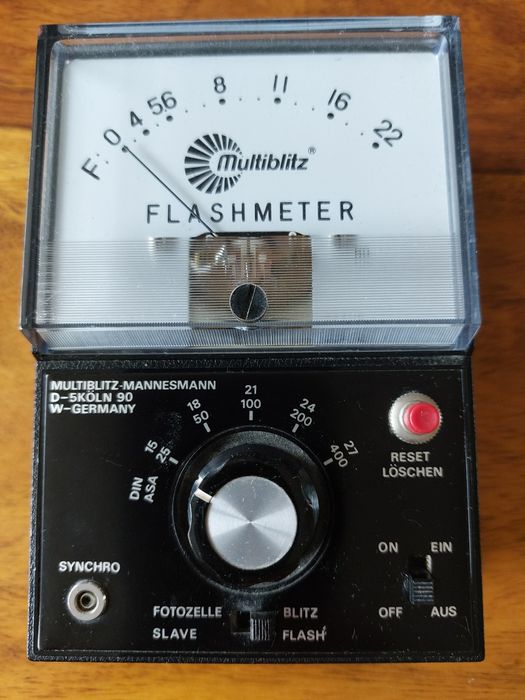 F: 0 4 5.6 8 11 16 22
Multiblitz®
FLASHMETER
MULTIBLITZ-MANNESMANN
D-5KÖLN 90
W-GERMANY
DIN 15 18 21 24 27
ASA 25 50 100 200 400
RESET
LÖSCHEN
SYNCHRO
ON EIN
OFF AUS
FOTOZELLE BLITZ
SLAVE FLASH